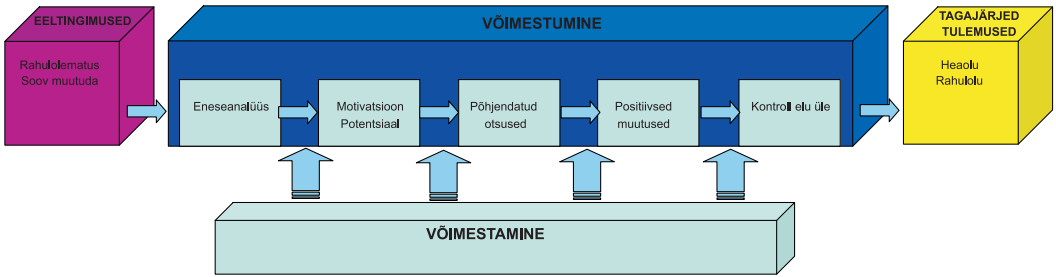 EELTINGIMUSED
Rahulolematus
Soov muutuda
VÕIMESTUMINE
Eneseanalüüs
Motivatsioon
Potentsiaal
Põhjendatud
otsused
Positiivsed
muutused
Kontroll elu üle
TAGAJÄRJED
TULEMUSED
Heaolu
Rahulolu
VÕIMESTAMINE